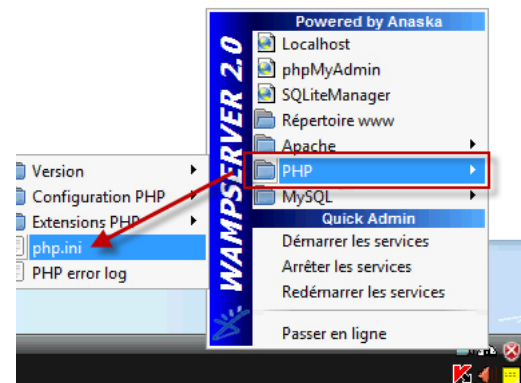 Powered by Anaska
Localhost
phpMyAdmin
SQLiteManager
Répertoire www
Apache
PHP
MySQL
Quick Admin
Démarrer les services
Arrêter les services
Redémarrer les services
Passer en ligne
WAMPSERVER 2.0
Version
Configuration PHP
Extensions PHP
php.ini
PHP error log